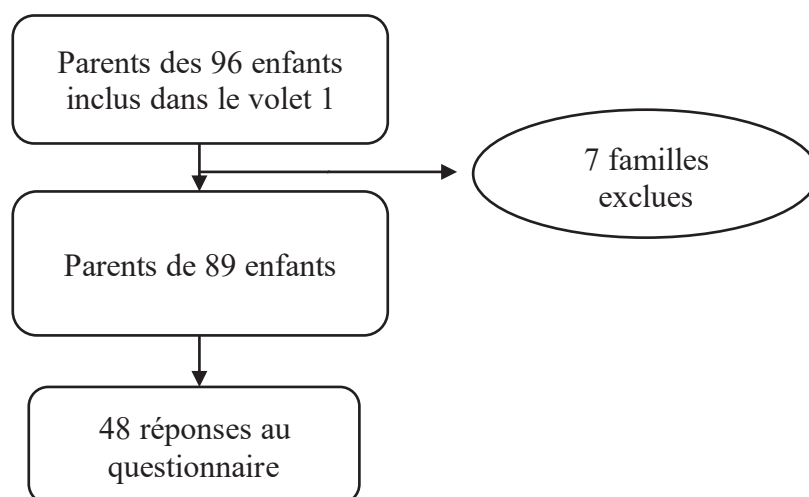 Parents des 96 enfants
inclus dans le volet 1
7 familles
exclues
Parents de 89 enfants
48 réponses au
questionnaire